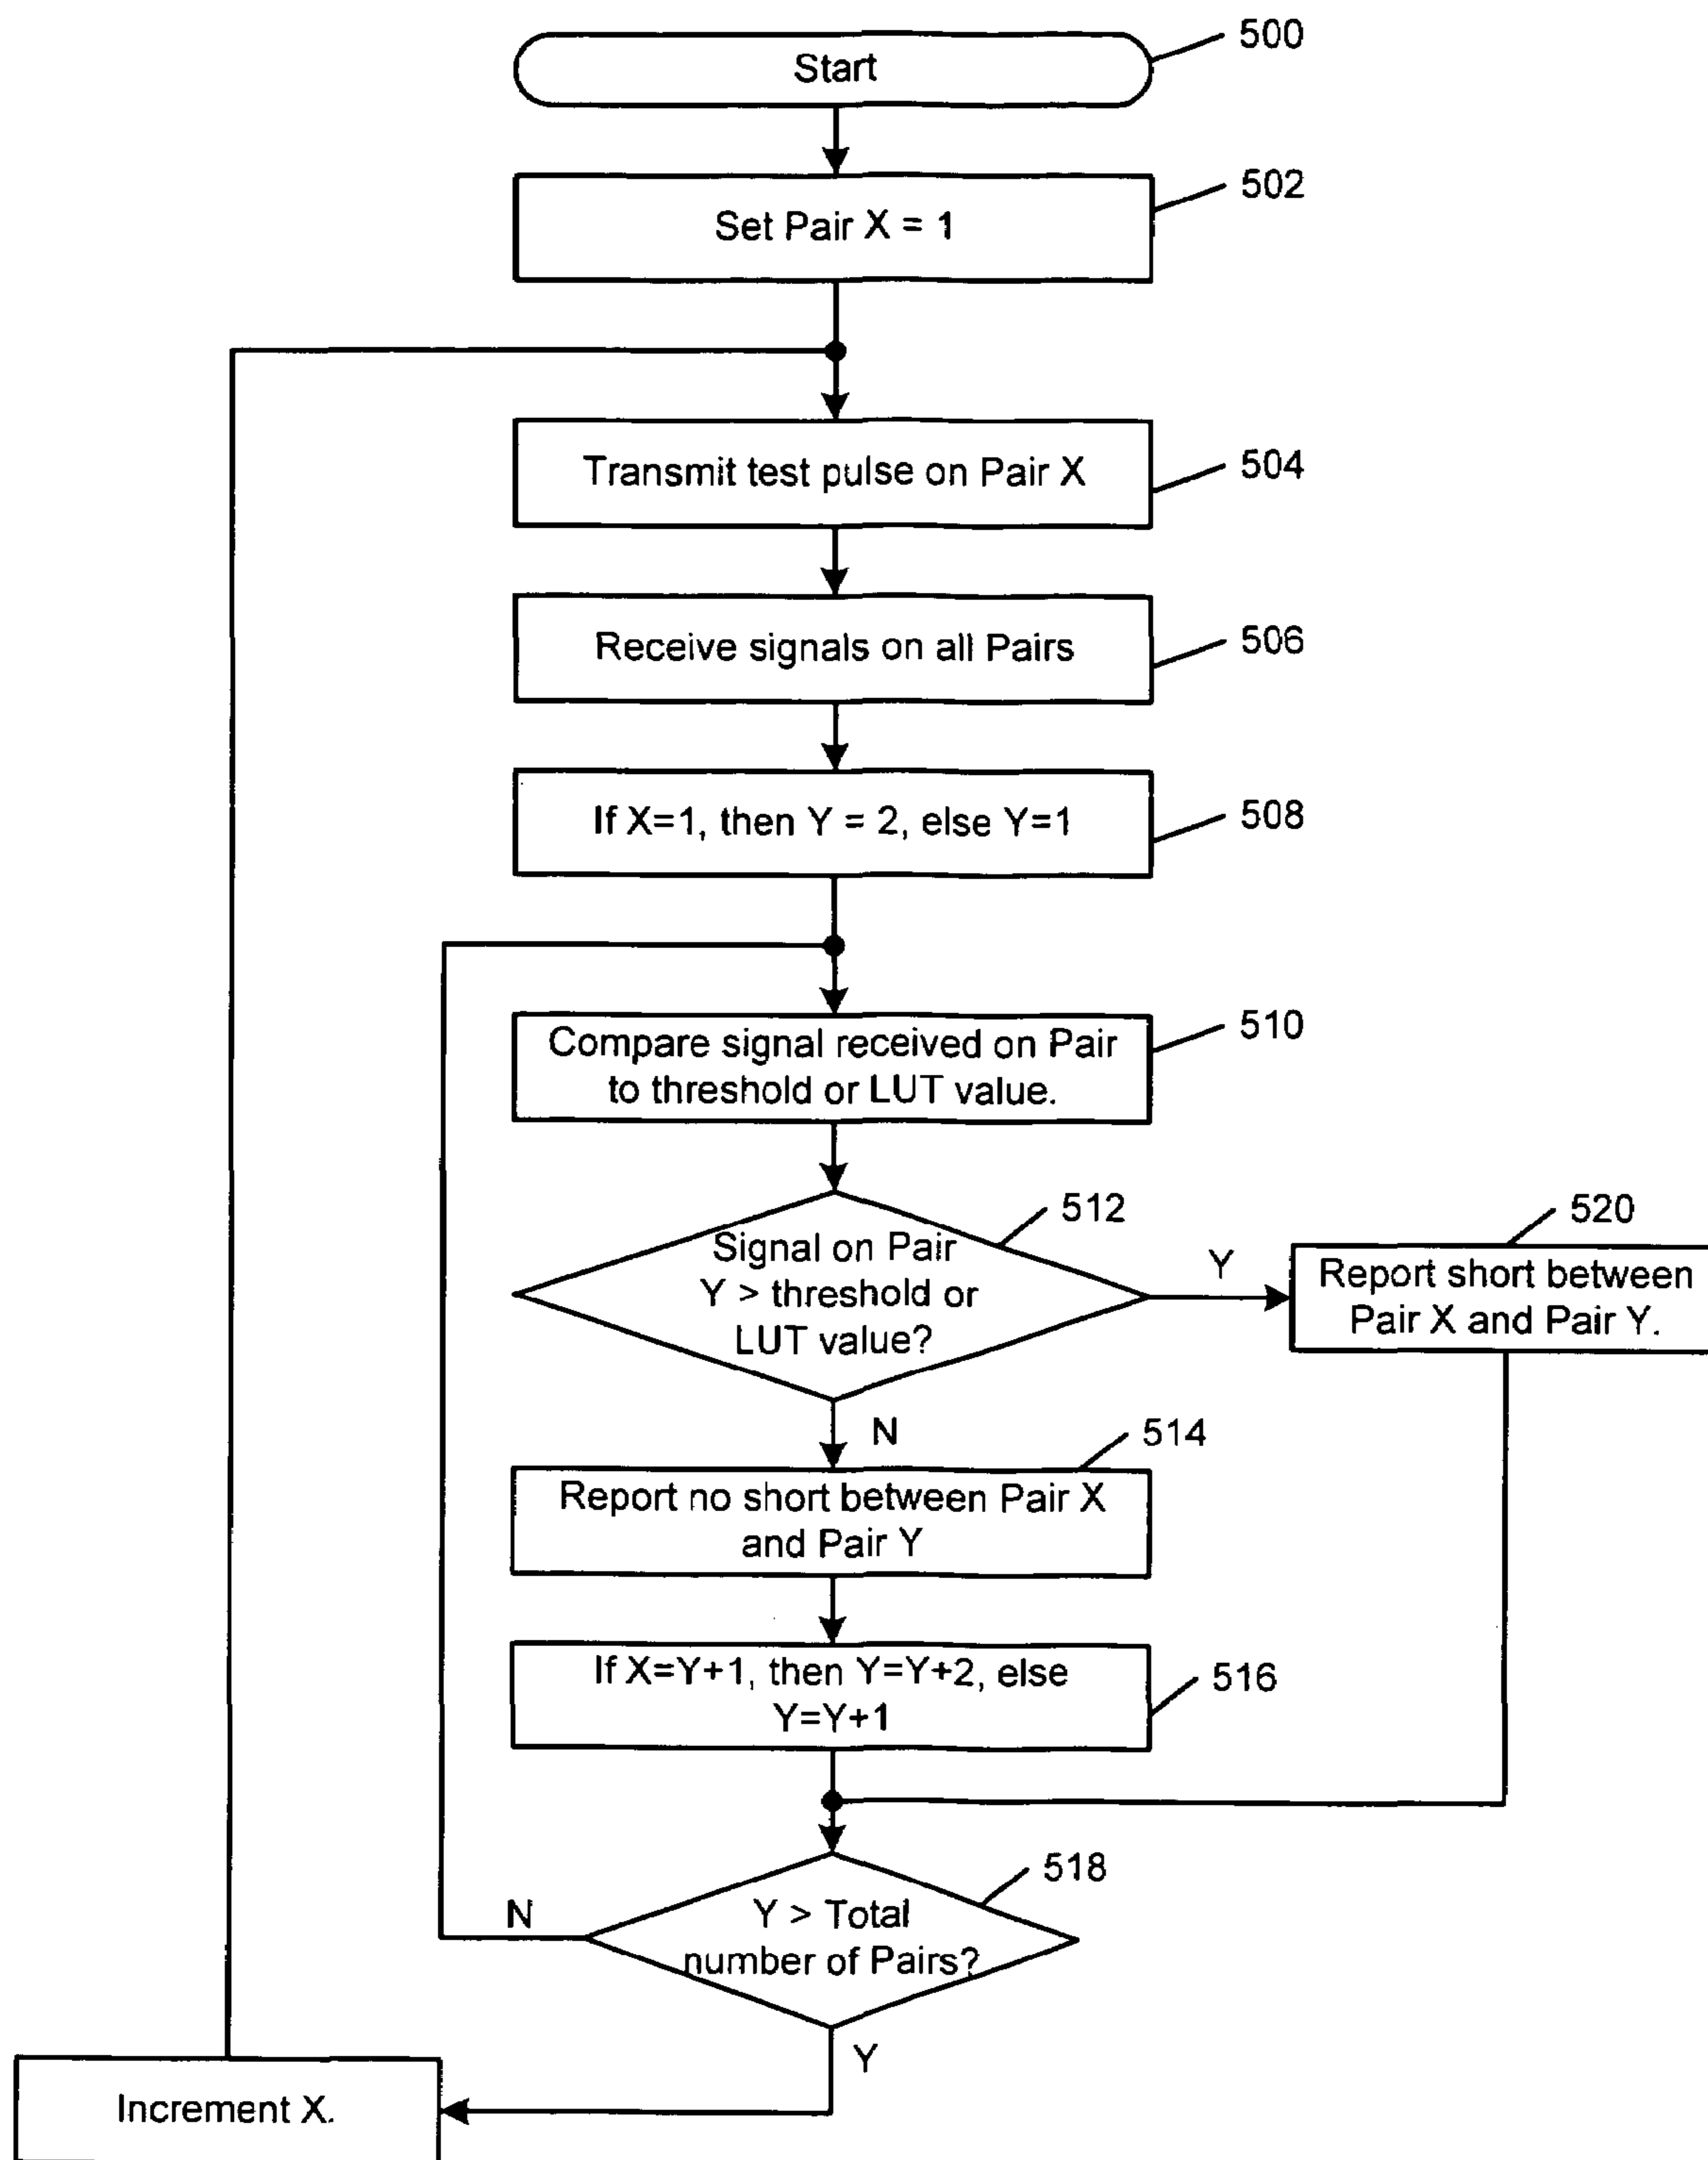 Start
500
Set Pair X = 1
502
Transmit test pulse on Pair X
504
Receive signals on all Pairs
506
If X=1, then Y = 2, else Y=1
508
Compare signal received on Pair
to threshold or LUT value.
510
Signal on Pair
Y > threshold or
LUT value?
512
Y
Report short between
Pair X and Pair Y.
520
N
Report no short between Pair X
and Pair Y
514
If X=Y+1, then Y=Y+2, else
Y=Y+1
516
Y > Total
number of Pairs?
518
N
Y
Increment X.